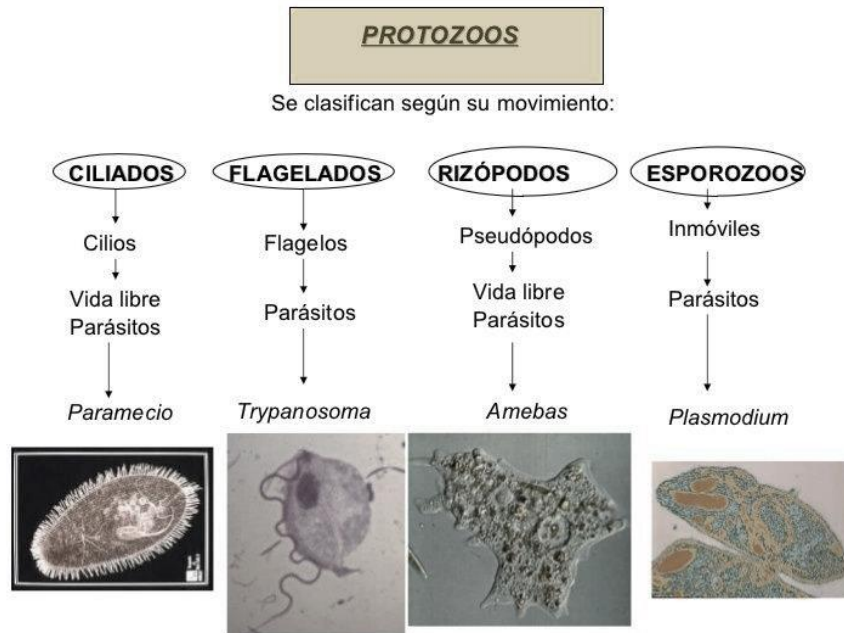 PROTOZOOS
Se clasifican según su movimiento:
CILIADOS
FLAGELADOS
RIZÓPODOS
ESPOROZOOS
Cilios
Flagelos
Pseudópodos
Inmóviles
Vida libre
Parásitos
Parásitos
Vida libre
Parásitos
Parásitos
Paramecio
Trypanosoma
Amebas
Plasmodium